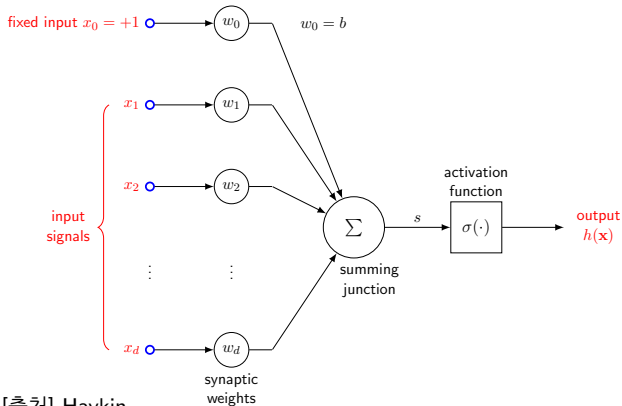 fixed input x₀ = +1
w₀
w₀ = b
x₁
w₁
x₂
w₂
input
signals
⋮
⋮
x_d
w_d
synaptic
weights
∑
summing
junction
s
activation
function
σ(·)
output
h(x)
[출처] Haykin